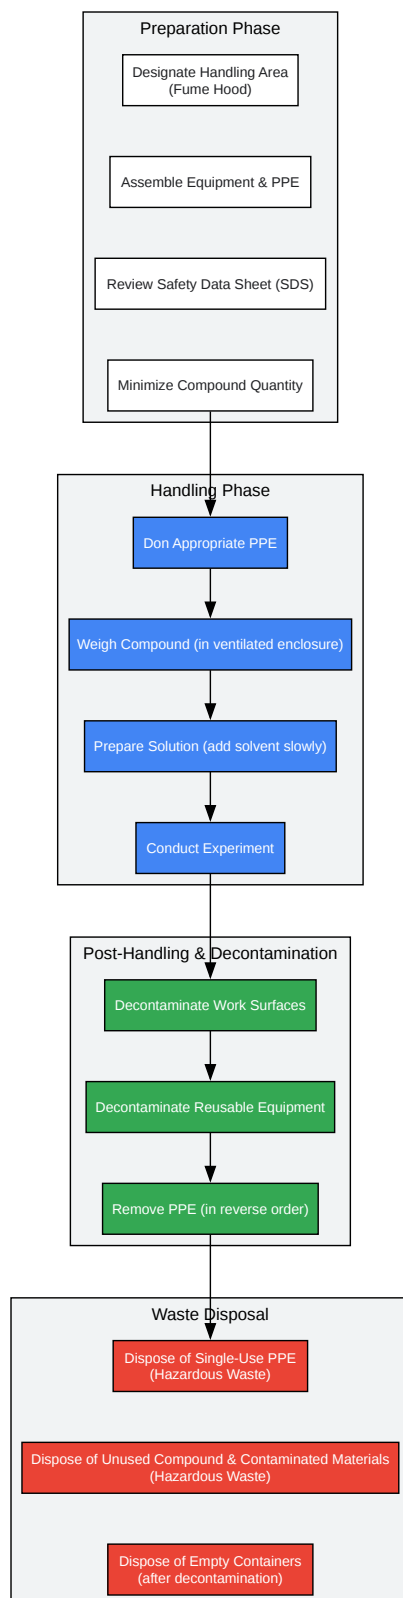 Preparation Phase
Designate Handling Area
(Fume Hood)
Assemble Equipment & PPE
Review Safety Data Sheet (SDS)
Minimize Compound Quantity
Handling Phase
Don Appropriate PPE
Weigh Compound (in ventilated enclosure)
Prepare Solution (add solvent slowly)
Conduct Experiment
Post-Handling & Decontamination
Decontaminate Work Surfaces
Decontaminate Reusable Equipment
Remove PPE (in reverse order)
Waste Disposal
Dispose of Single-Use PPE
(Hazardous Waste)
Dispose of Unused Compound & Contaminated Materials
(Hazardous Waste)
Dispose of Empty Containers
(after decontamination)